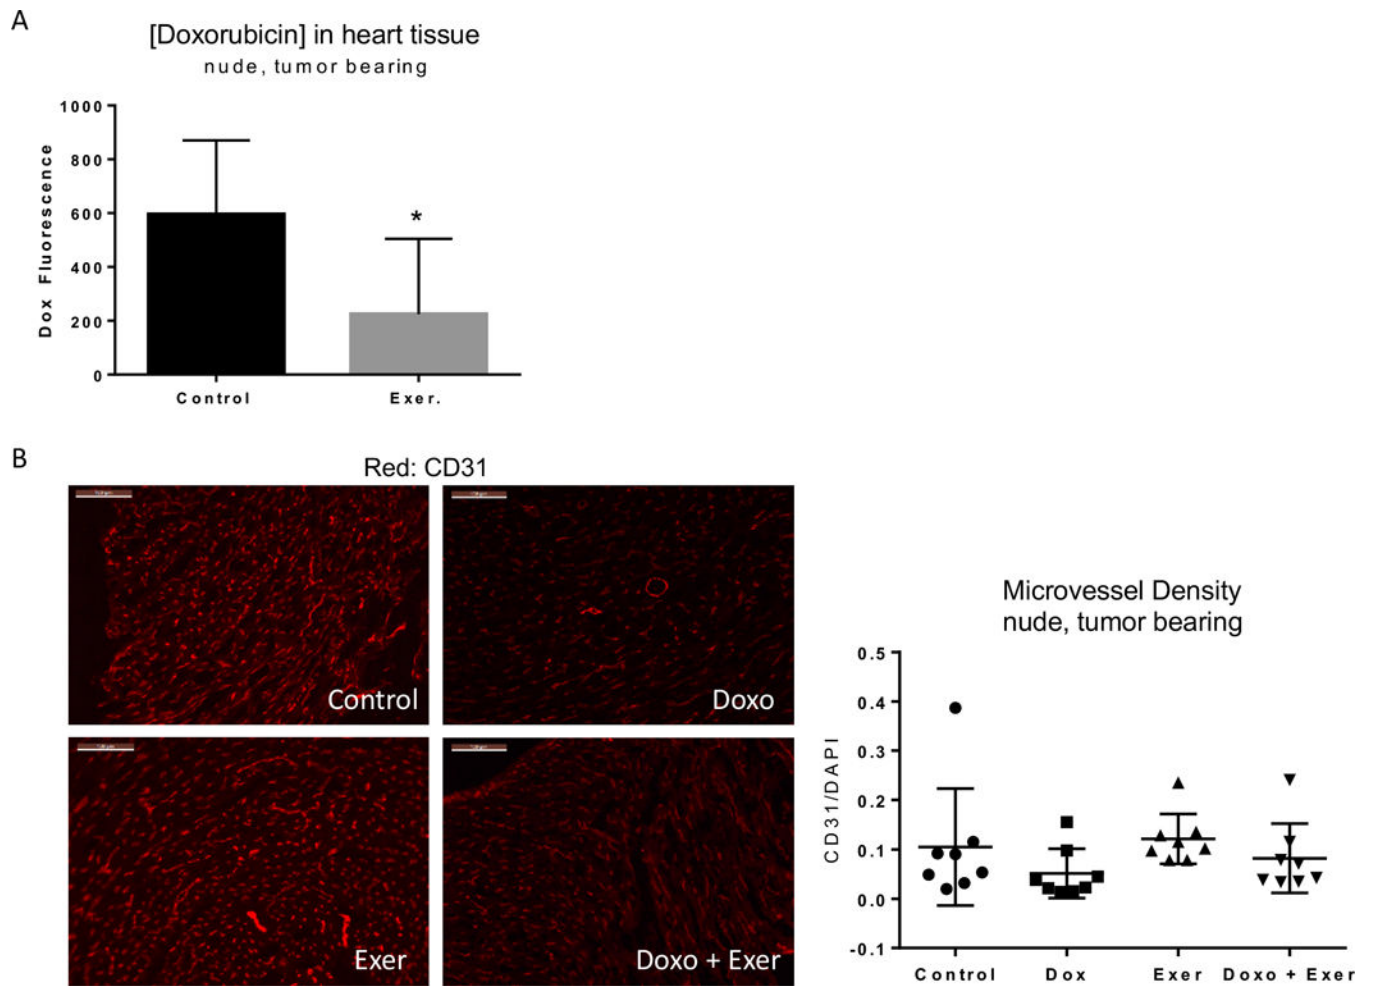 A
[Doxorubicin] in heart tissue
nude, tumor bearing
1000
800
600
400
200
0
Dox Fluorescence
*
Control
Exer.
B
Red: CD31
Control
Doxo
Exer
Doxo + Exer
Microvessel Density
nude, tumor bearing
0.5
0.4
0.3
0.2
0.1
0.0
-0.1
CD31/DAPI
Control
Dox
Exer
Doxo + Exer